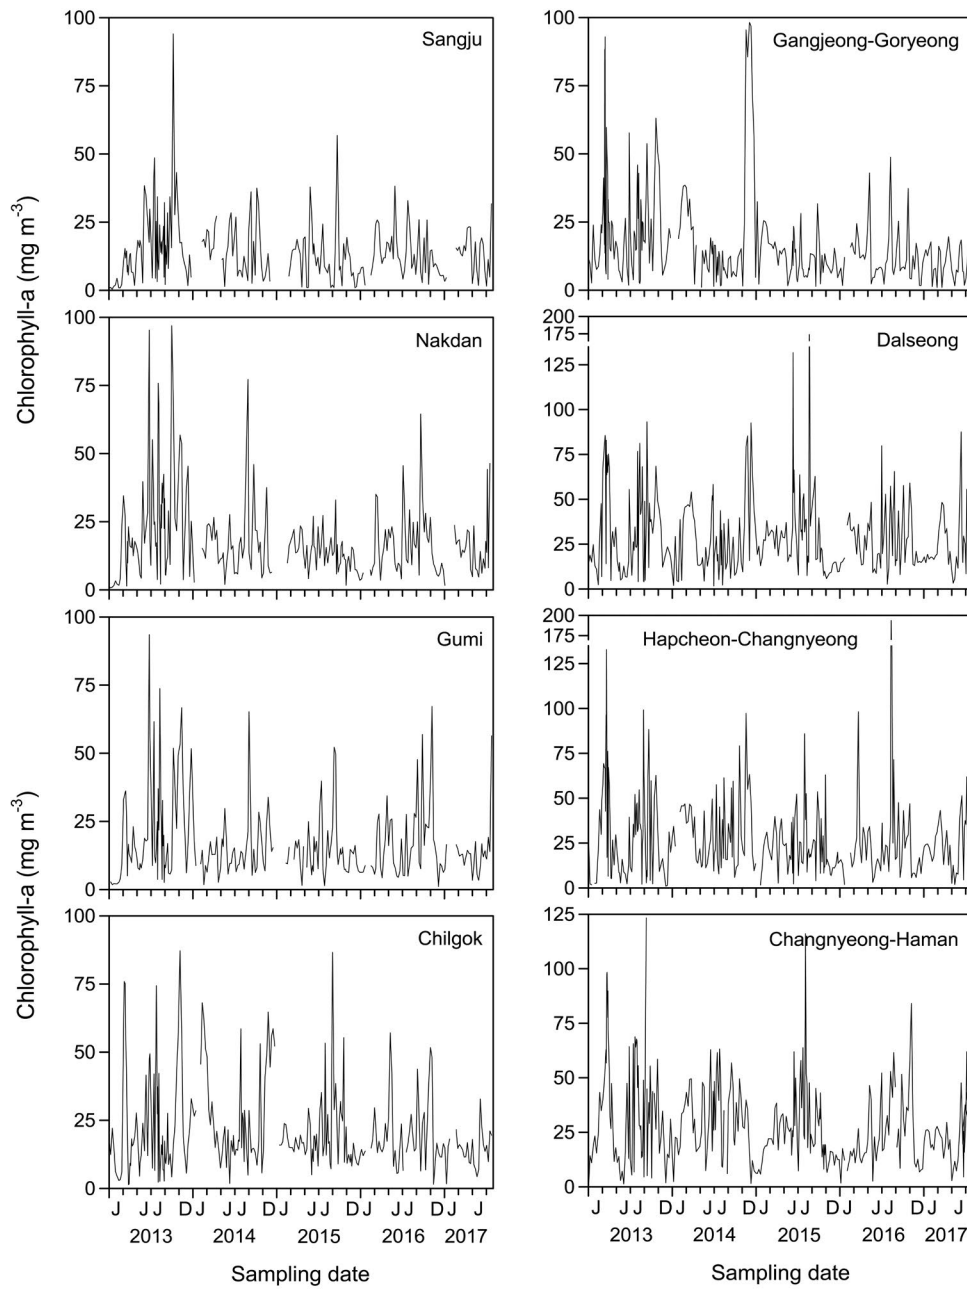 Chlorophyll-a (mg m-3)
100
75
50
25
0
Sangju
100
75
50
25
0
Gangjeong-Goryeong
100
75
50
25
0
Nakdan
200
175
125
100
75
50
25
0
Dalseong
Chlorophyll-a (mg m-3)
100
75
50
25
0
Gumi
200
175
125
100
75
50
25
0
Hapcheon-Changnyeong
100
75
50
25
0
Chilgok
125
100
75
50
25
0
Changnyeong-Haman
J J D J J D J J D J J D J J
2013 2014 2015 2016 2017
Sampling date
J J D J J D J J D J J D J J
2013 2014 2015 2016 2017
Sampling date